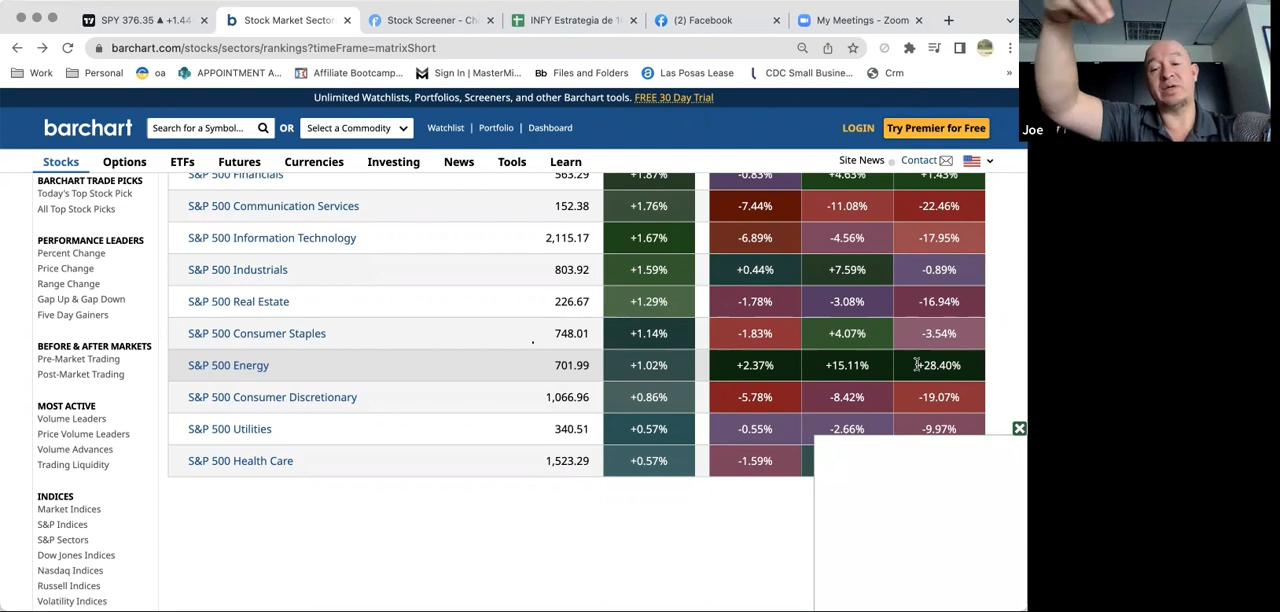 SPY 376.35 ▲ +1.44
Stock Market Sector
Stock Screener - Ch
INFY Estrategia de 1
(2) Facebook
My Meetings - Zoom
barchart.com/stocks/sectors/rankings?timeFrame=matrixShort
Work
Personal
oa
APPOINTMENT A...
Affiliate Bootcamp...
Sign In | MasterMi...
Bb Files and Folders
Las Posas Lease
CDC Small Busine...
Crm
»
Unlimited Watchlists, Portfolios, Screeners, and other Barchart tools. FREE 30 Day Trial
Joe
barchart
Search for a Symbol...
OR
Select a Commodity
Watchlist | Portfolio | Dashboard
LOGIN
Try Premier for Free
Stocks Options ETFs Futures Currencies Investing News Tools Learn
Site News
Contact
BARCHART TRADE PICKS
Today's Top Stock Pick
All Top Stock Picks
PERFORMANCE LEADERS
Percent Change
Price Change
Range Change
Gap Up & Gap Down
Five Day Gainers
BEFORE & AFTER MARKETS
Pre-Market Trading
Post-Market Trading
MOST ACTIVE
Volume Leaders
Price Volume Leaders
Volume Advances
Trading Liquidity
INDICES
Market Indices
S&P Indices
S&P Sectors
Dow Jones Indices
Nasdaq Indices
Russell Indices
Volatility Indices
S&P 500 Financials 563.29 +1.87% -0.83% +4.63% +1.43%
S&P 500 Communication Services 152.38 +1.76% -7.44% -11.08% -22.46%
S&P 500 Information Technology 2,115.17 +1.67% -6.89% -4.56% -17.95%
S&P 500 Industrials 803.92 +1.59% +0.44% +7.59% -0.89%
S&P 500 Real Estate 226.67 +1.29% -1.78% -3.08% -16.94%
S&P 500 Consumer Staples 748.01 +1.14% -1.83% +4.07% -3.54%
S&P 500 Energy 701.99 +1.02% +2.37% +15.11% +28.40%
S&P 500 Consumer Discretionary 1,066.96 +0.86% -5.78% -8.42% -19.07%
S&P 500 Utilities 340.51 +0.57% -0.55% -2.66% -9.97%
S&P 500 Health Care 1,523.29 +0.57% -1.59%